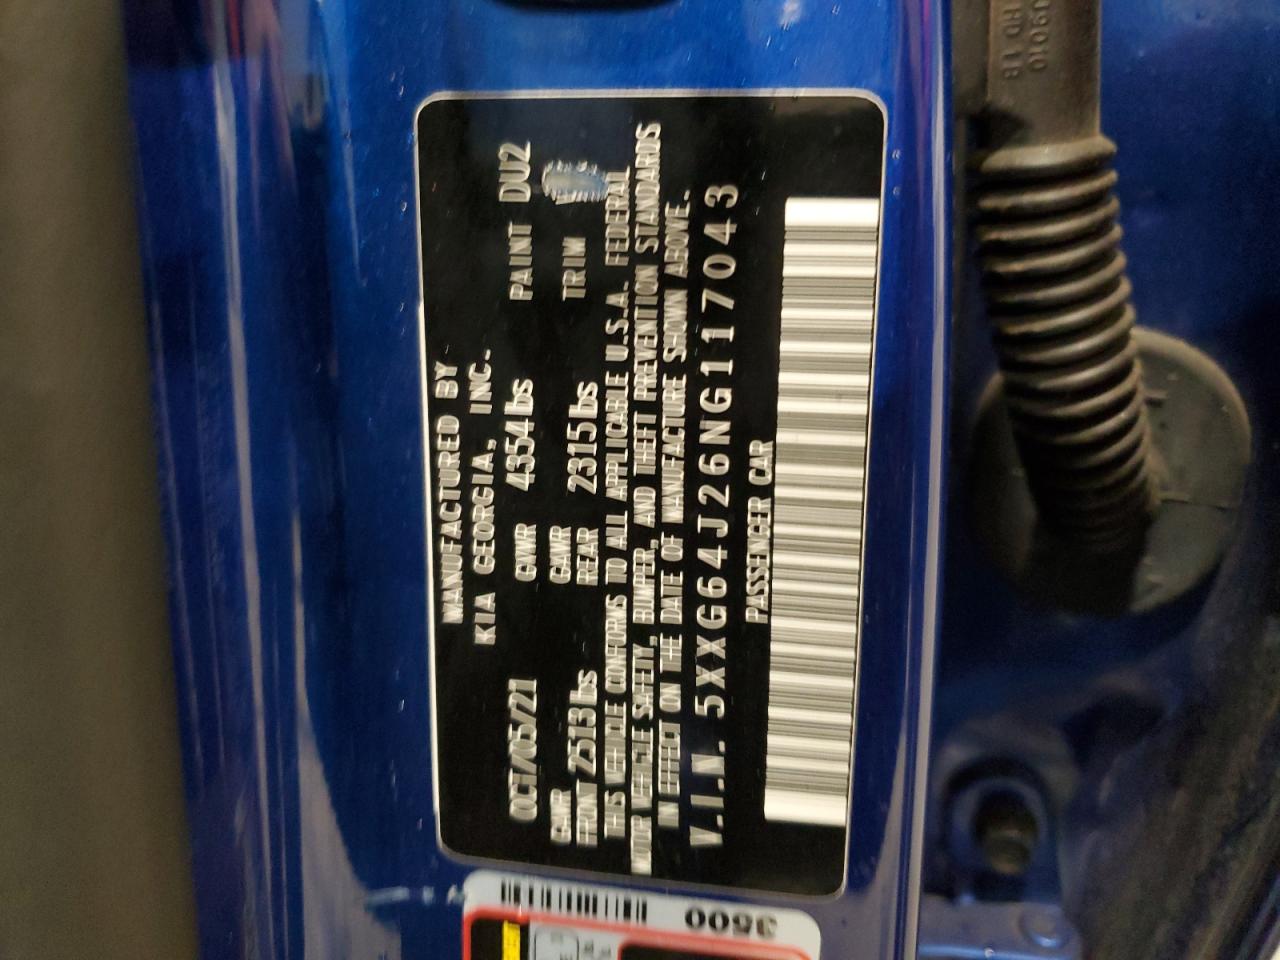 MANUFACTURED BY
KIA GEORGIA, INC.
OCT/05/21 GVWR 4354lbs PAINT DU2
GAWR GAWR TRIM
FRONT 2513lbs REAR 2315lbs
THIS VEHICLE CONFORMS TO ALL APPLICABLE U.S.A. FEDERAL
MOTOR VEHICLE SAFETY, BUMPER, AND THEFT PREVENTION STANDARDS
IN EFFECT ON THE DATE OF MANUFACTURE SHOWN ABOVE.
V.I.N. 5XXG64J26NG117043
PASSENGER CAR
3500